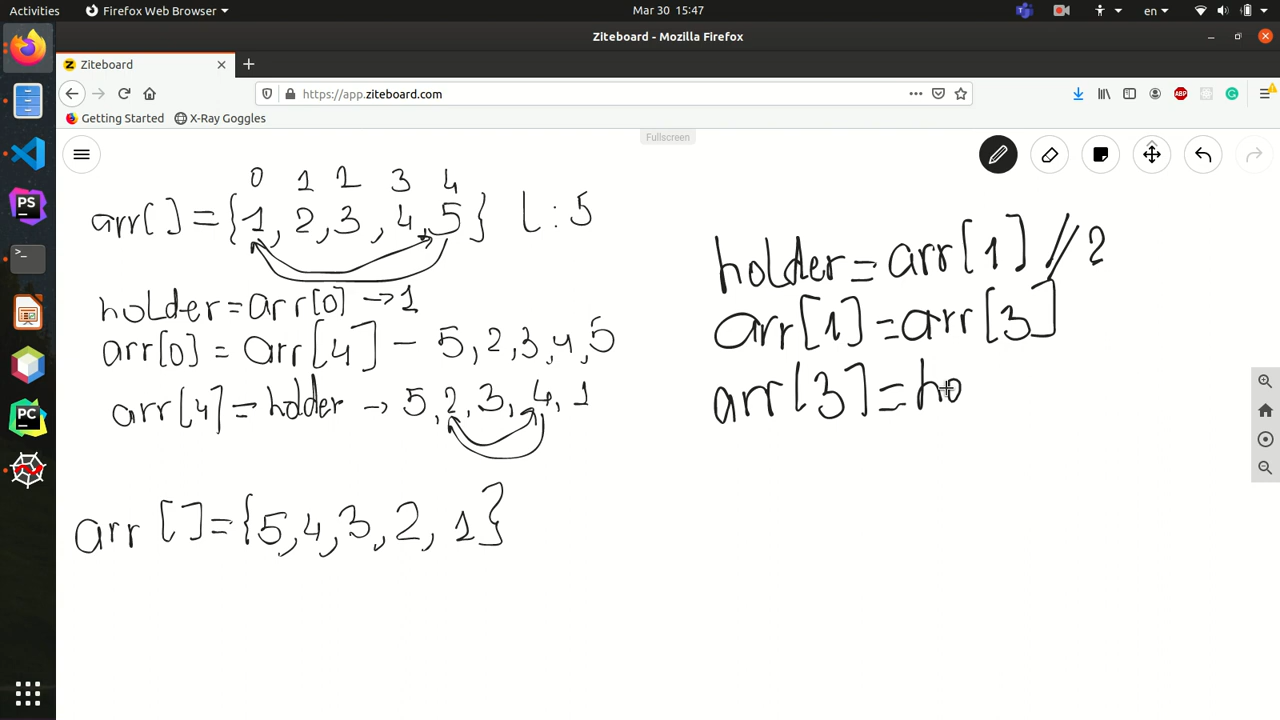 Activities
Firefox Web Browser
Mar 30 15:47
en
Ziteboard - Mozilla Firefox
Ziteboard
https://app.ziteboard.com
Getting Started
X-Ray Goggles
ABP
Fullscreen
PS
PC
0 1 2 3 4
arr[ ] = {1, 2, 3, 4, 5} l : 5
holder = arr[0] → 1
arr[0] = arr[4] - 5, 2, 3, 4, 5
arr[4] = holder → 5, 2, 3, 4, 1
arr [ ] = {5, 4, 3, 2, 1}
holder = arr[1] // 2
arr[1] = arr[3]
arr[3] = ho